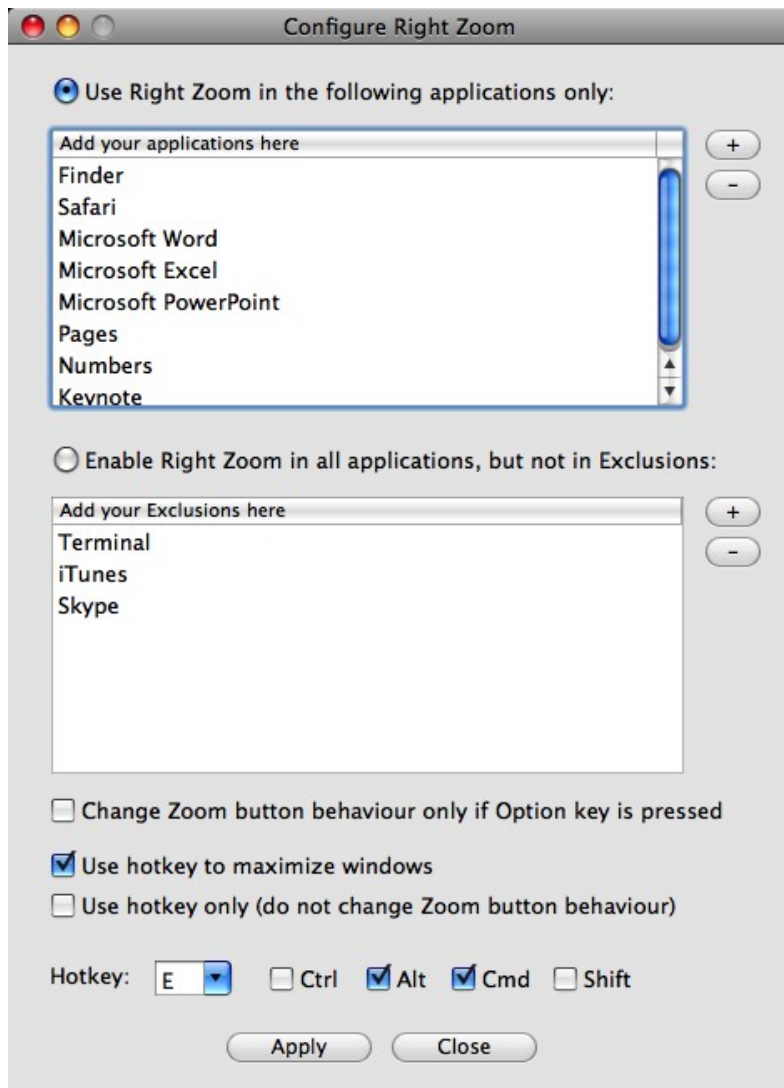 Configure Right Zoom
Use Right Zoom in the following applications only:
Add your applications here
+
Finder
-
Safari
Microsoft Word
Microsoft Excel
Microsoft PowerPoint
Pages
Numbers
Keynote
Enable Right Zoom in all applications, but not in Exclusions:
Add your Exclusions here
+
Terminal
-
iTunes
Skype
Change Zoom button behaviour only if Option key is pressed
Use hotkey to maximize windows
Use hotkey only (do not change Zoom button behaviour)
Hotkey: E Ctrl Alt Cmd Shift
Apply Close